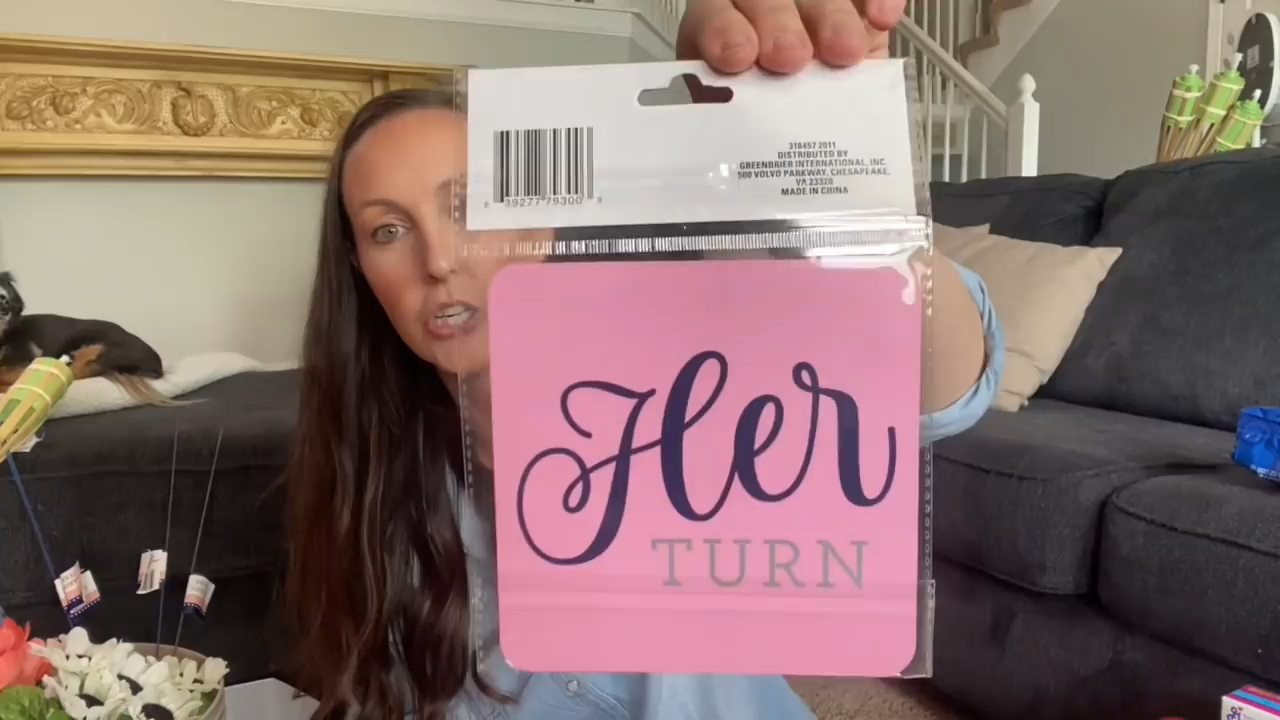 318457 2011
DISTRIBUTED BY
GREENBRIER INTERNATIONAL, INC.
500 VOLVO PARKWAY, CHESAPEAKE,
VA 23320
MADE IN CHINA
39277 79300
Her
TURN